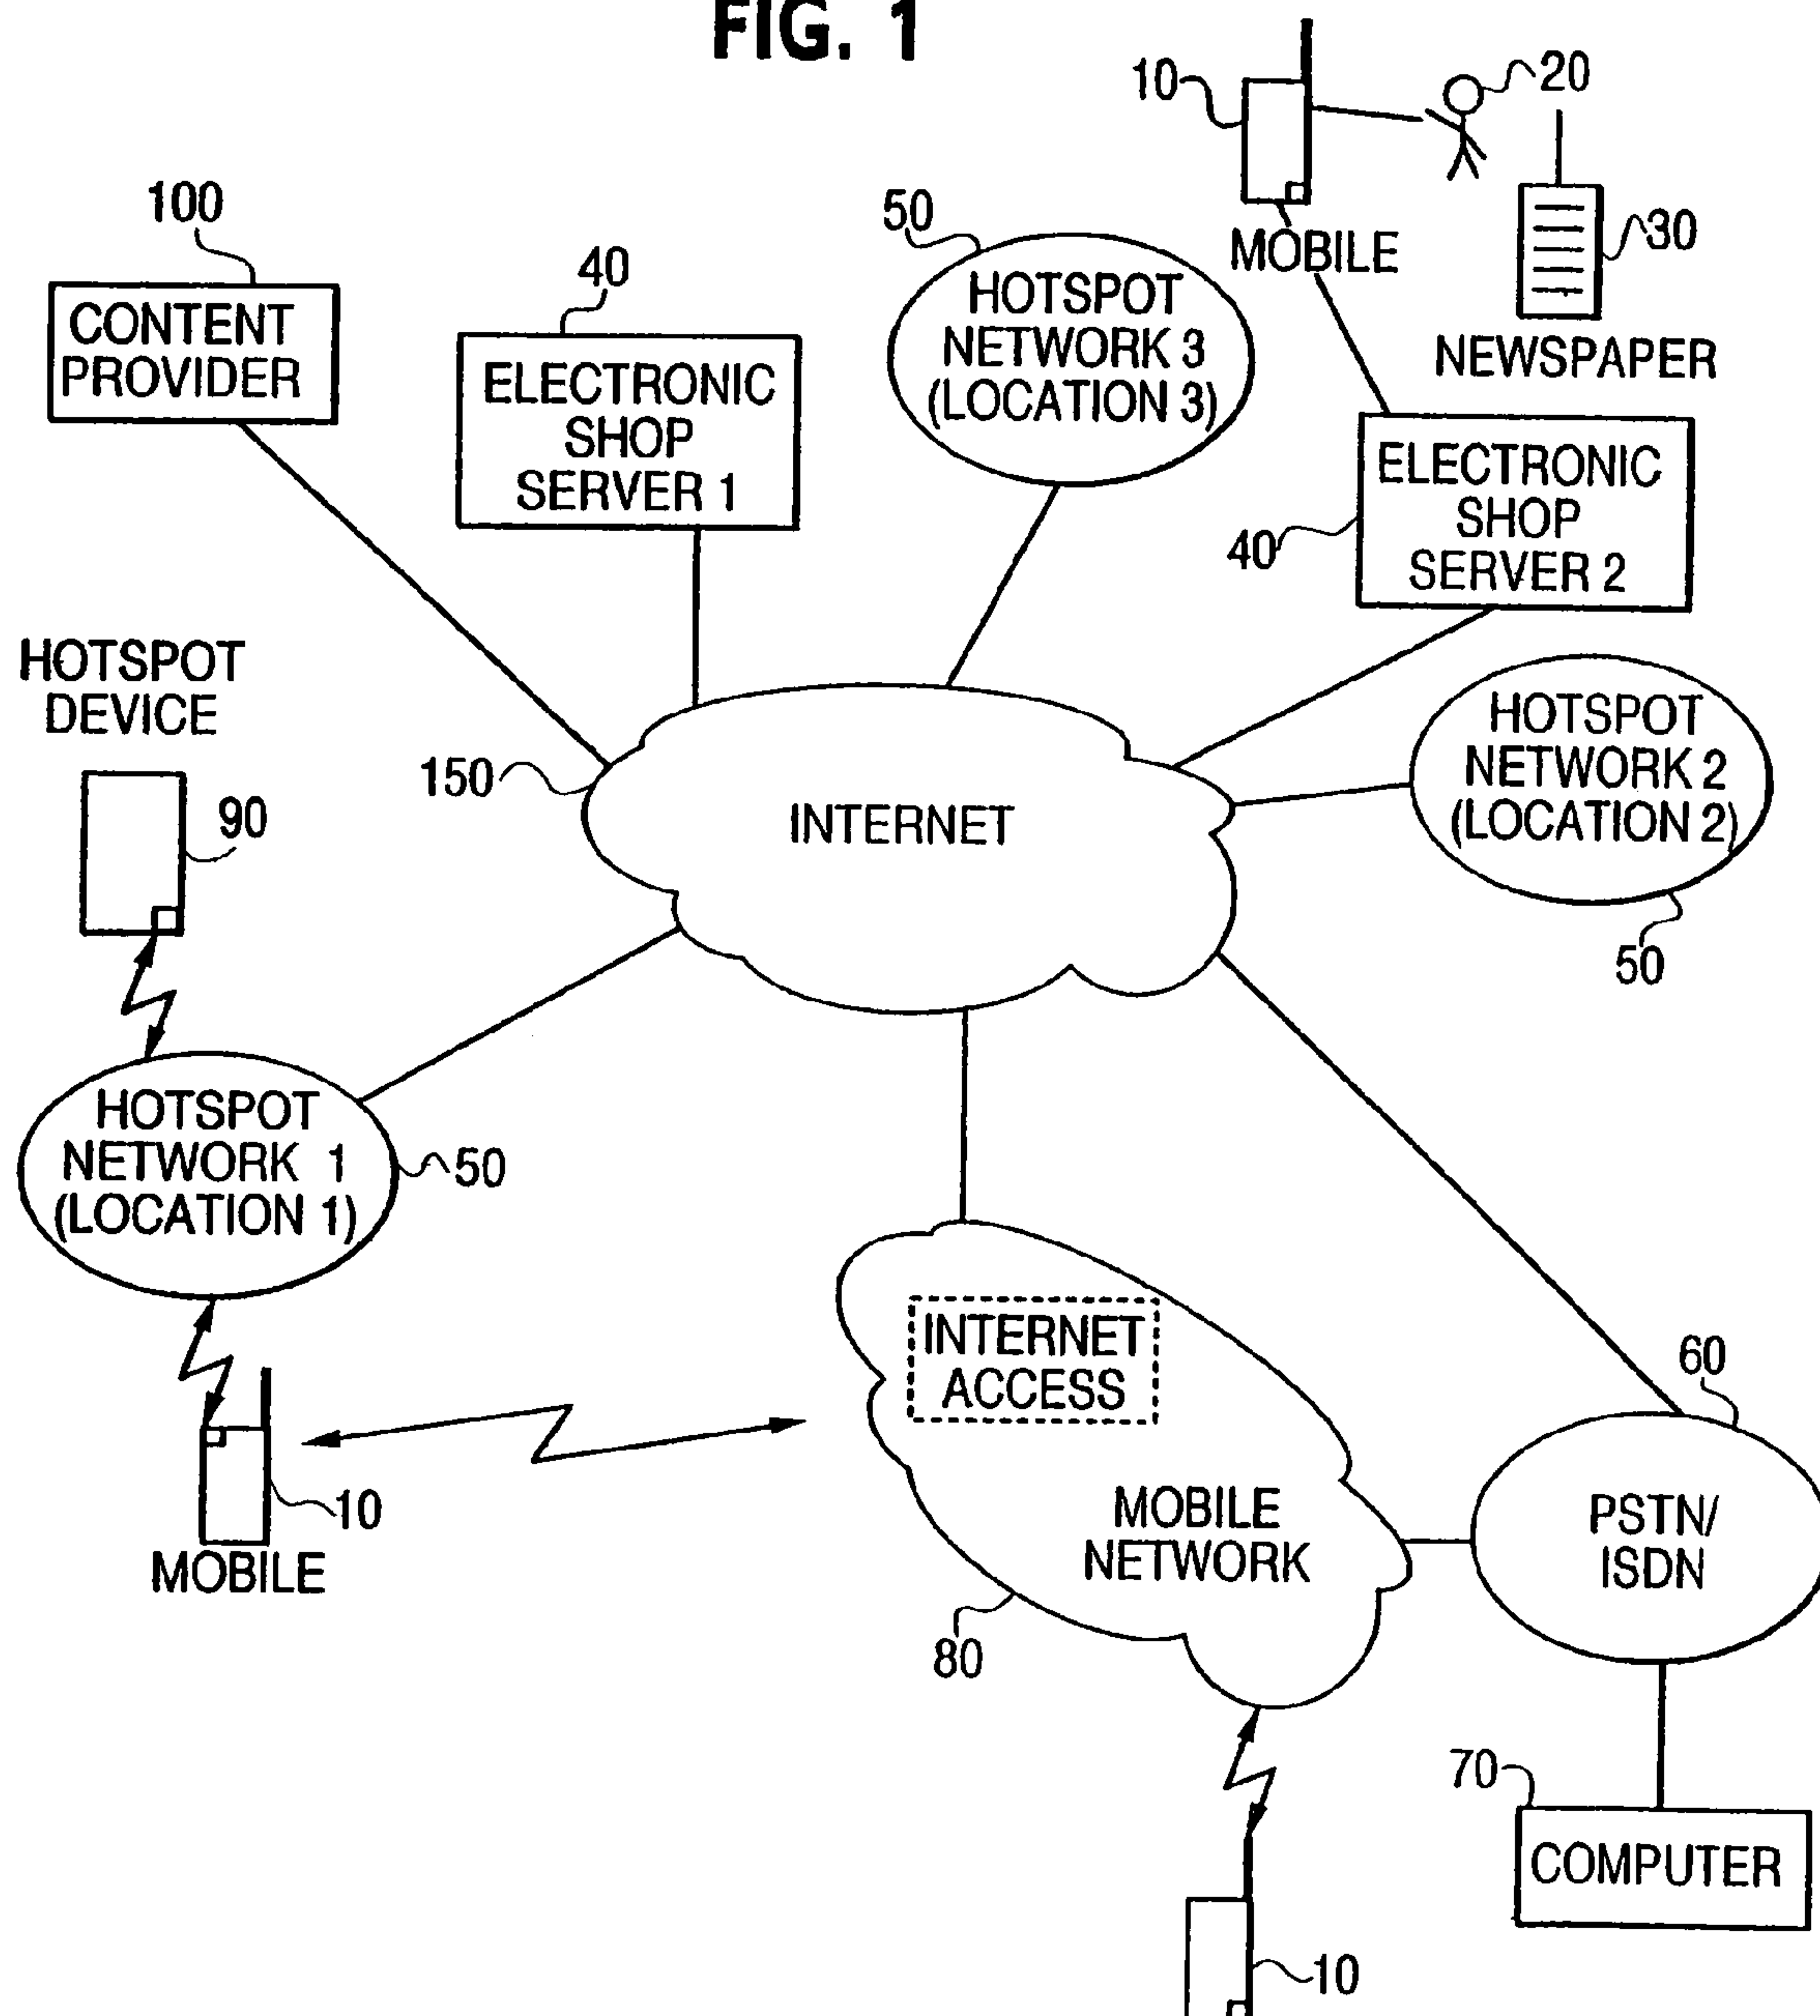 FIG. 1
10
20
100
50
MOBILE
30
40
HOTSPOT
NETWORK 3
(LOCATION 3)
CONTENT
PROVIDER
NEWSPAPER
ELECTRONIC
SHOP
SERVER 1
ELECTRONIC
SHOP
SERVER 2
40
HOTSPOT
DEVICE
HOTSPOT
NETWORK 2
(LOCATION 2)
150
90
INTERNET
50
HOTSPOT
NETWORK 1
(LOCATION 1)
50
INTERNET
ACCESS
60
10
MOBILE
MOBILE
NETWORK
PSTN/
ISDN
80
70
COMPUTER
10